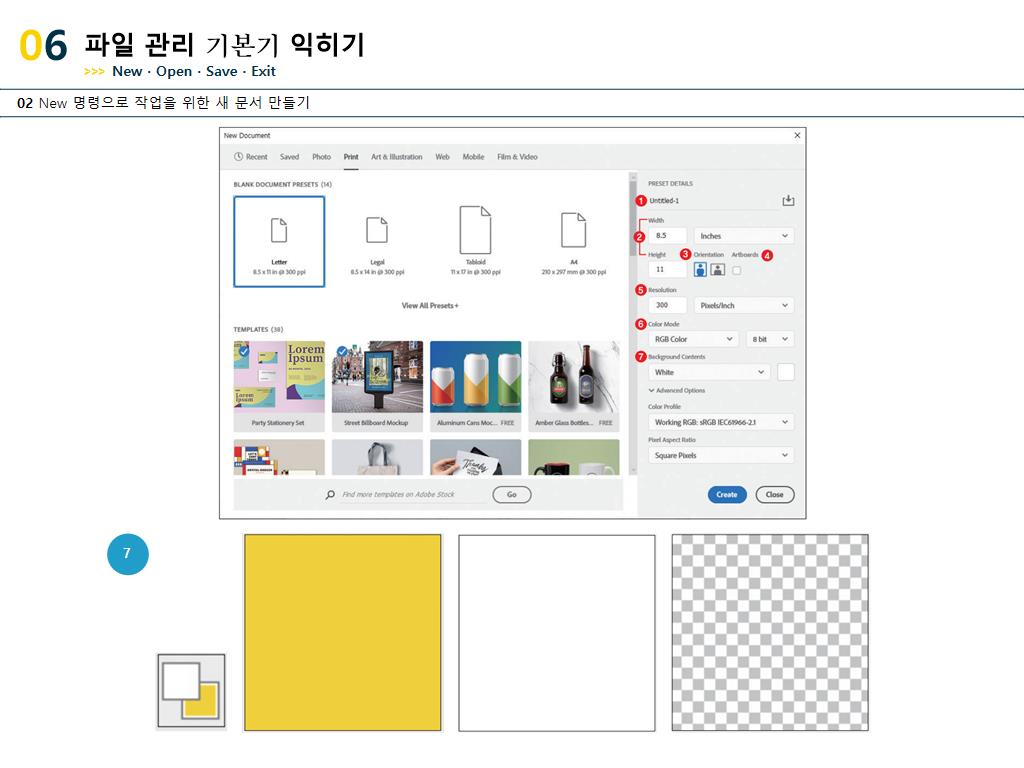 06 파일 관리 기본기 익히기
>>> New · Open · Save · Exit
02 New 명령으로 작업을 위한 새 문서 만들기
New Document
Recent Saved Photo Print Art & Illustration Web Mobile Film & Video
BLANK DOCUMENT PRESETS (14)
Letter
8.5 x 11 in @ 300 ppi
Legal
8.5 x 14 in @ 300 ppi
Tabloid
11 x 17 in @ 300 ppi
A4
210 x 297 mm @ 300 ppi
View All Presets +
TEMPLATES (38)
Lorem
Ipsum
Lorem
Ipsum
Party Stationery Set
Street Billboard Mockup
Aluminum Cans Moc... FREE
Amber Glass Bottles... FREE
Thanks
Find more templates on Adobe Stock
Go
PRESET DETAILS
1 Untitled-1
Width
2 8.5 Inches
Height 3 Orientation Artboards 4
11
5 Resolution
300 Pixels/Inch
6 Color Mode
RGB Color 8 bit
7 Background Contents
White
Advanced Options
Color Profile
Working RGB: sRGB IEC61966-2.1
Pixel Aspect Ratio
Square Pixels
Create Close
7